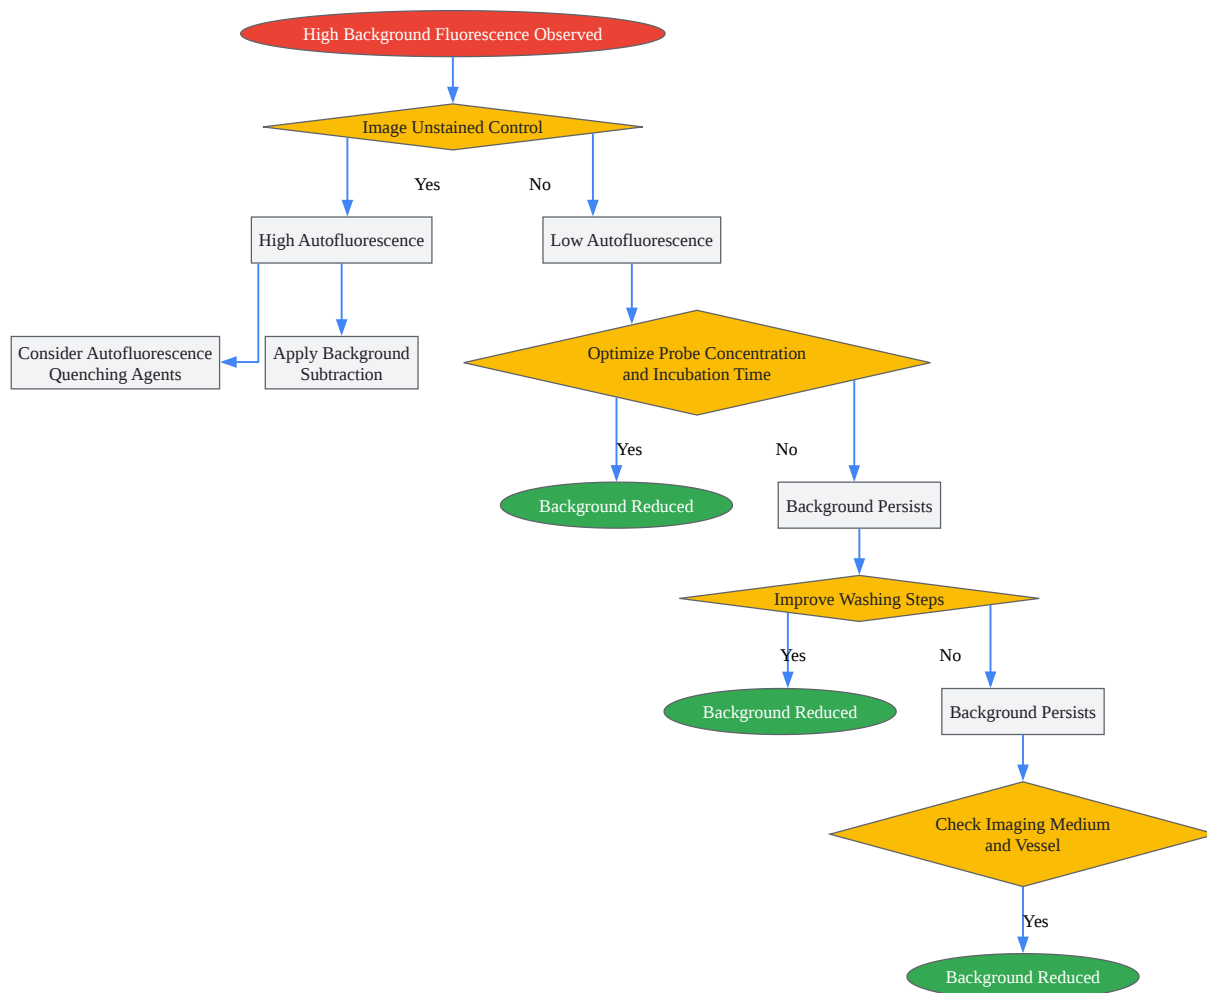 High Background Fluorescence Observed
Image Unstained Control
Yes
No
High Autofluorescence
Low Autofluorescence
Consider Autofluorescence
Quenching Agents
Apply Background
Subtraction
Optimize Probe Concentration
and Incubation Time
Yes
No
Background Reduced
Background Persists
Improve Washing Steps
Yes
No
Background Reduced
Background Persists
Check Imaging Medium
and Vessel
Yes
Background Reduced